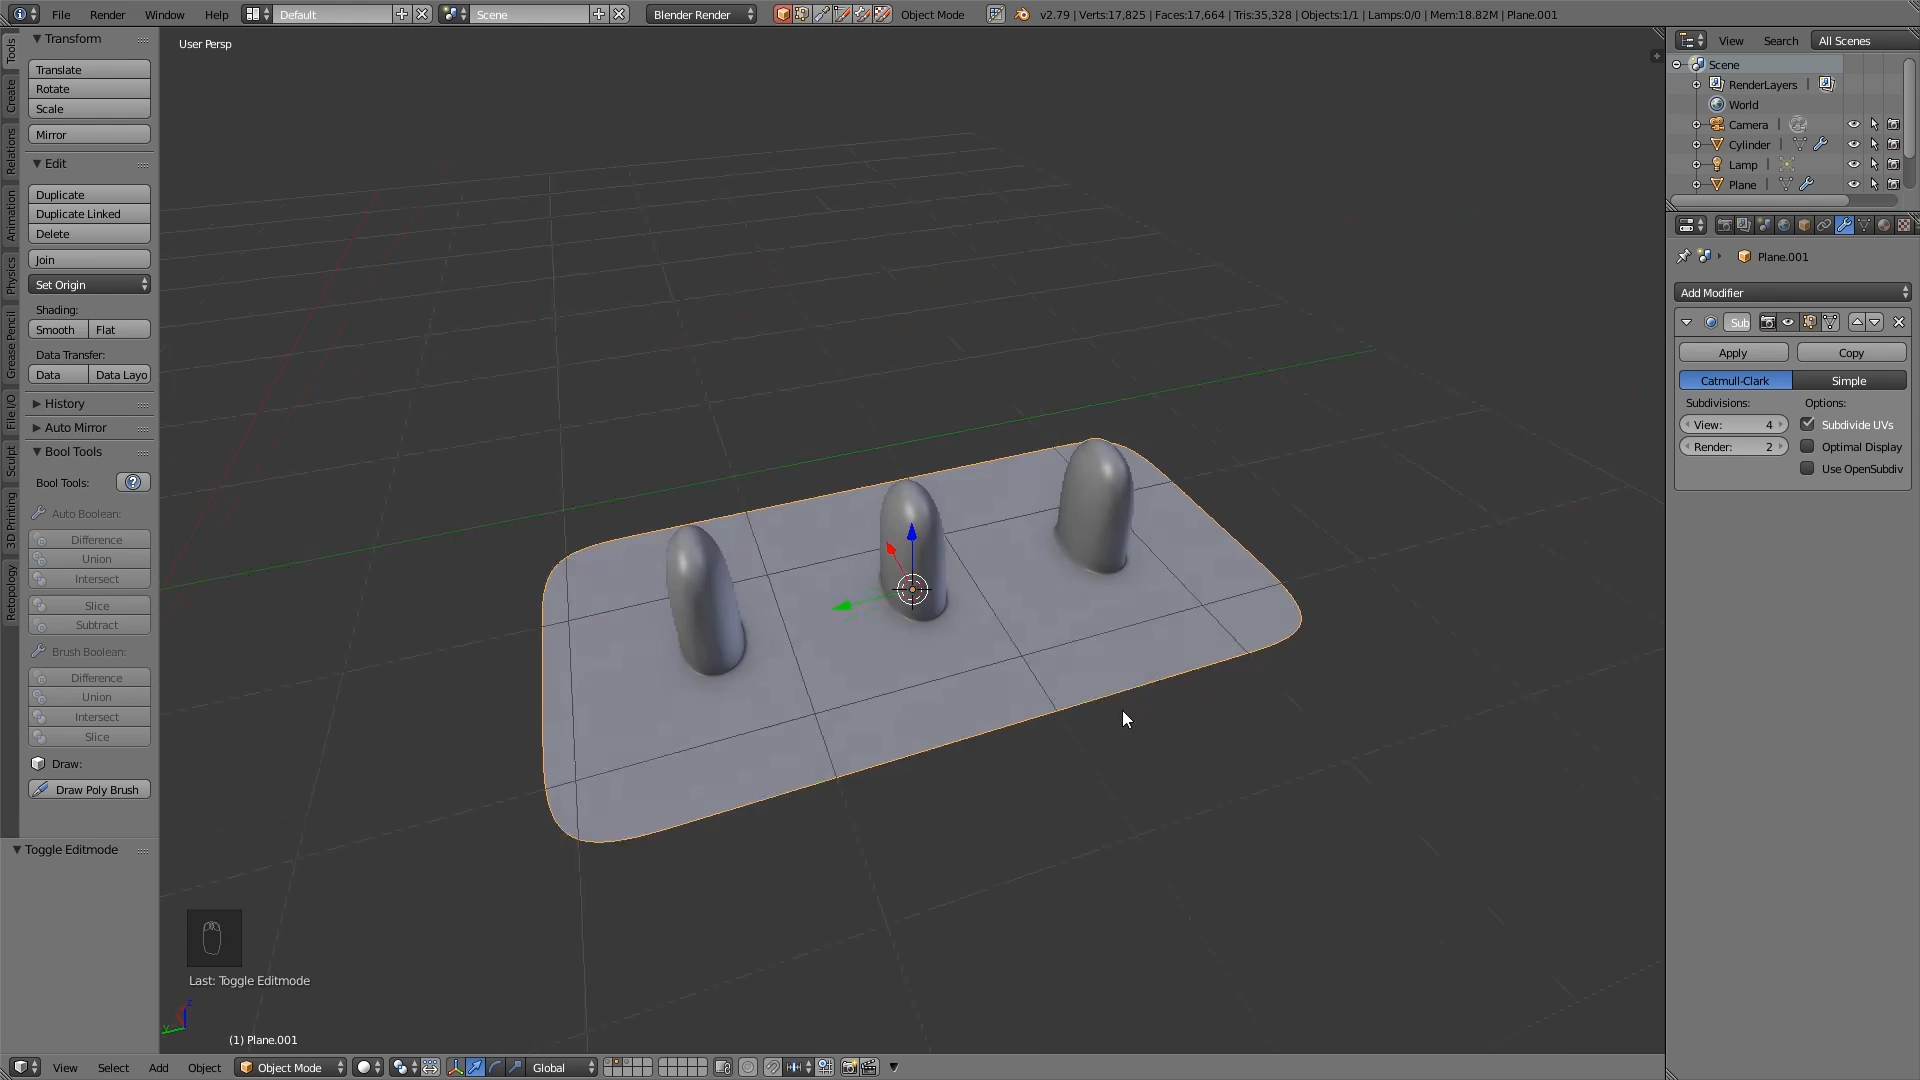 File Render Window Help Default Scene Blender Render Object Mode v2.79 | Verts:17,825 | Faces:17,664 | Tris:35,328 | Objects:1/1 | Lamps:0/0 | Mem:18.82M | Plane.001
Tools
Create
Relations
Animation
Physics
Grease Pencil
File I/O
Sculpt
3D Printing
Retopology
Transform
Translate
Rotate
Scale
Mirror
Edit
Duplicate
Duplicate Linked
Delete
Join
Set Origin
Shading:
Smooth Flat
Data Transfer:
Data Data Layo
History
Auto Mirror
Bool Tools
Bool Tools:
Auto Boolean:
Difference
Union
Intersect
Slice
Subtract
Brush Boolean:
Difference
Union
Intersect
Slice
Draw:
Draw Poly Brush
Toggle Editmode
User Persp
Last: Toggle Editmode
(1) Plane.001
View Select Add Object Object Mode Global
View Search All Scenes
Scene
RenderLayers |
World
Camera |
Cylinder |
Lamp |
Plane |
Plane.001
Add Modifier
Sub
Apply Copy
Catmull-Clark Simple
Subdivisions: Options:
View: 4 Subdivide UVs
Render: 2 Optimal Display
Use OpenSubdiv